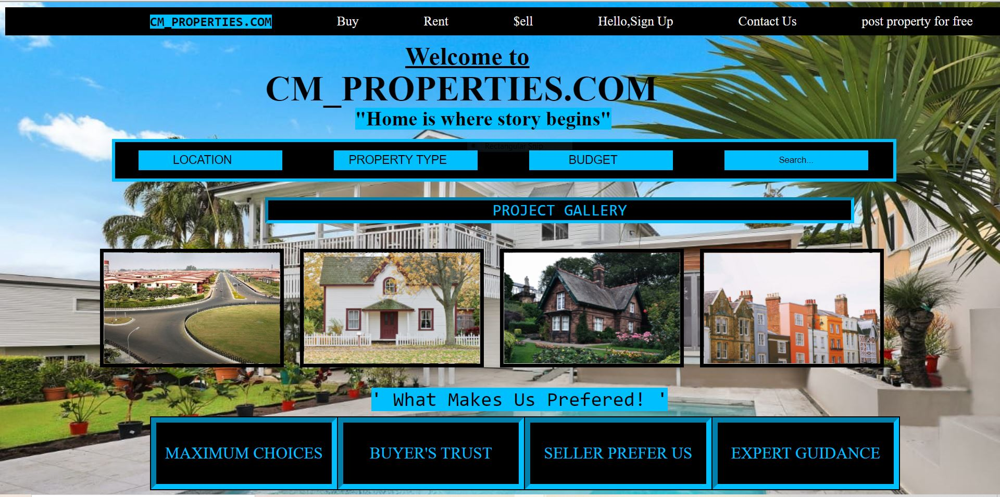 CM_PROPERTIES.COM Buy Rent $ell Hello,Sign Up Contact Us post property for free
Welcome to
CM_PROPERTIES.COM
"Home is where story begins"
Rectangular Snip
LOCATION PROPERTY TYPE BUDGET Search...
PROJECT GALLERY
' What Makes Us Prefered! '
MAXIMUM CHOICES BUYER'S TRUST SELLER PREFER US EXPERT GUIDANCE